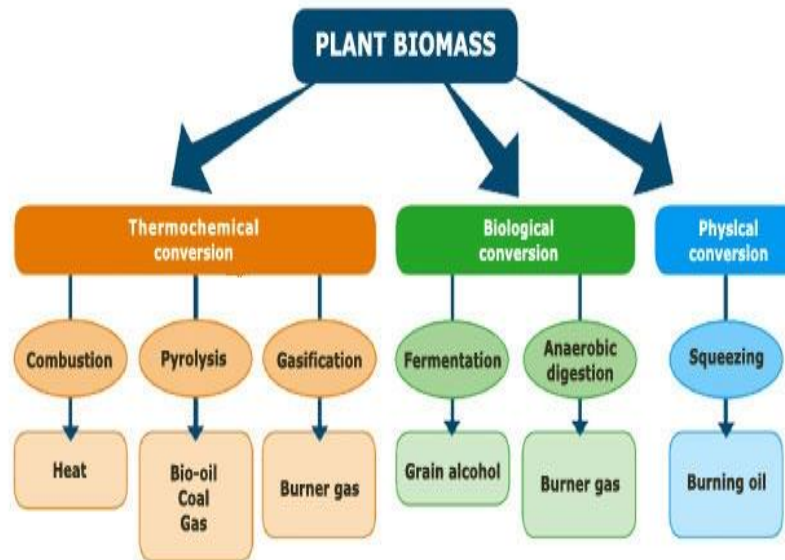 PLANT BIOMASS
Thermochemical
conversion
Biological
conversion
Physical
conversion
Combustion
Pyrolysis
Gasification
Fermentation
Anaerobic
digestion
Squeezing
Heat
Bio-oil
Coal
Gas
Burner gas
Grain alcohol
Burner gas
Burning oil